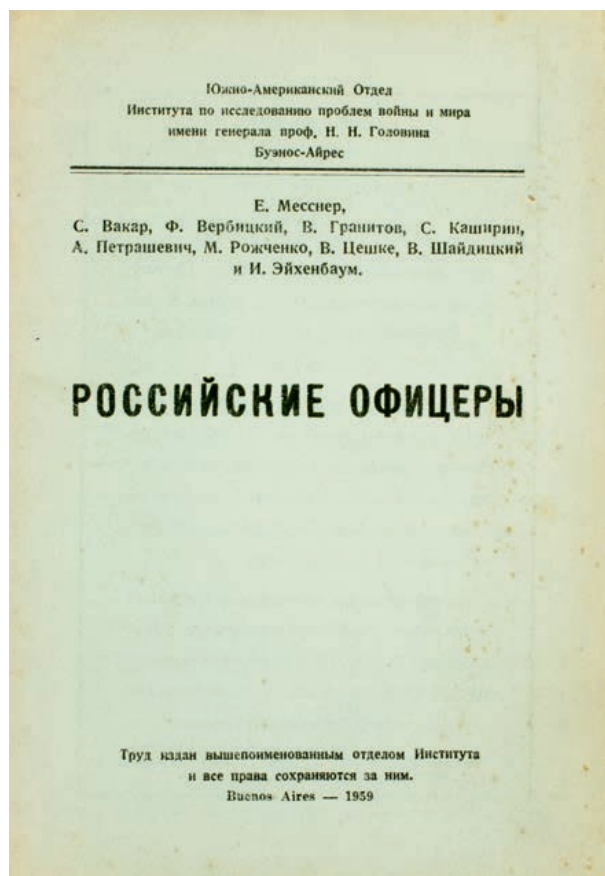 Южно-Американский Отдел
Института по исследованию проблем войны и мира
имени генерала проф. Н. Н. Головина
Буэнос-Айрес
Е. Месснер,
С. Вакар, Ф. Вербицкий, В. Гранитов, С. Каширин,
А. Петрашевич, М. Рожченко, В. Цешке, В. Шайдицкий
и И. Эйхенбаум.
РОССИЙСКИЕ ОФИЦЕРЫ
Труд издан вышепоименованным отделом Института
и все права сохраняются за ним.
Buenos Aires — 1959